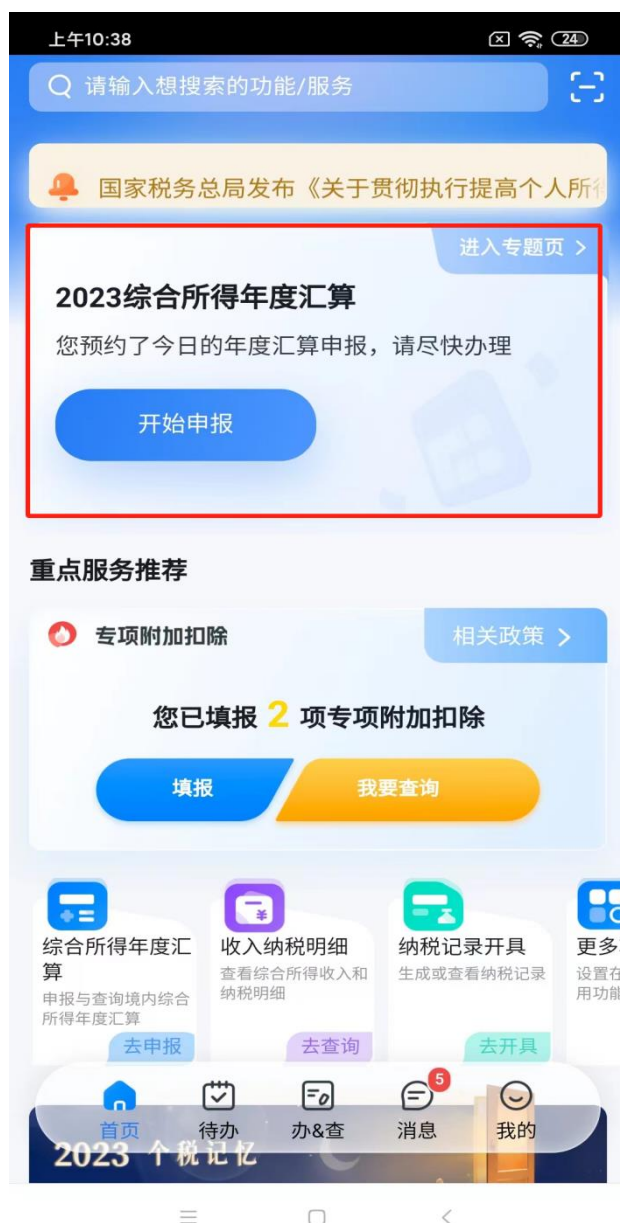 上午10:38
24
请输入想搜索的功能/服务
国家税务总局发布《关于贯彻执行提高个人所
进入专题页 >
2023综合所得年度汇算
您预约了今日的年度汇算申报，请尽快办理
开始申报
重点服务推荐
专项附加扣除
相关政策 >
您已填报 2 项专项附加扣除
填报
我要查询
综合所得年度汇
算
申报与查询境内综合
所得年度汇算
去申报
收入纳税明细
查看综合所得收入和
纳税明细
去查询
纳税记录开具
生成或查看纳税记录
去开具
更多
设置在
用功能
首页
待办
办&查
5
消息
我的
2023 个税记忆